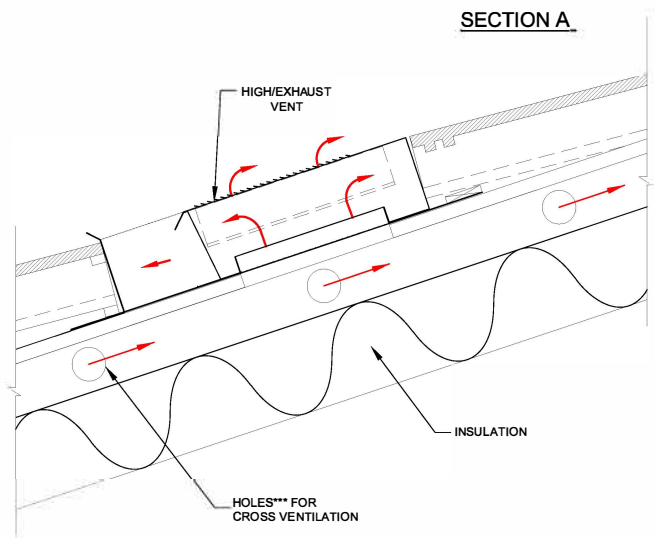 SECTION A
HIGH/EXHAUST
VENT
INSULATION
HOLES*** FOR
CROSS VENTILATION